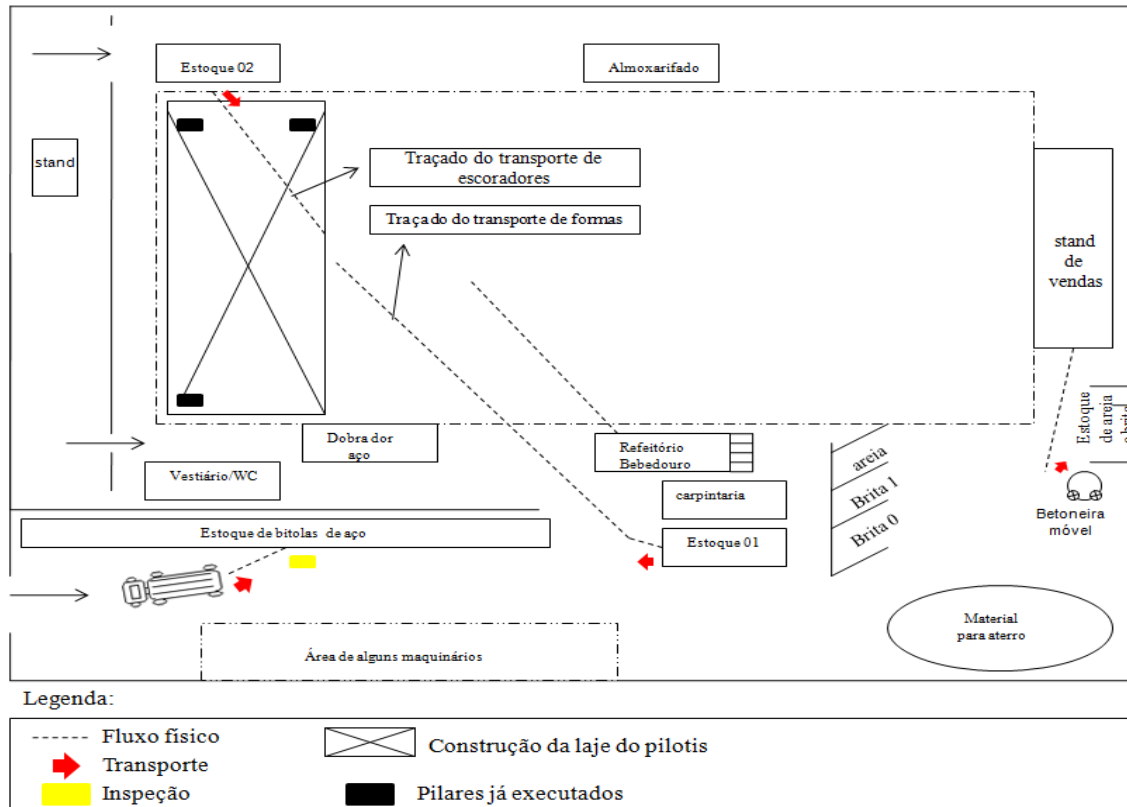 Estoque 02
Almoxarifado
stand
Traçado do transporte de
escoradores
Traçado do transporte de formas
stand
de
vendas
Estoque
de areia
e brita
Dobra dor
aço
Refeitório
Bebedouro
areia
Brita 1
Brita 0
Vestiário/WC
carpintaria
Betoneira
móvel
Estoque de bitolas de aço
Estoque 01
Material
para aterro
Área de alguns maquinários
Legenda:
Fluxo físico
Construção da laje do pilotis
Transporte
Inspeção
Pilares já executados